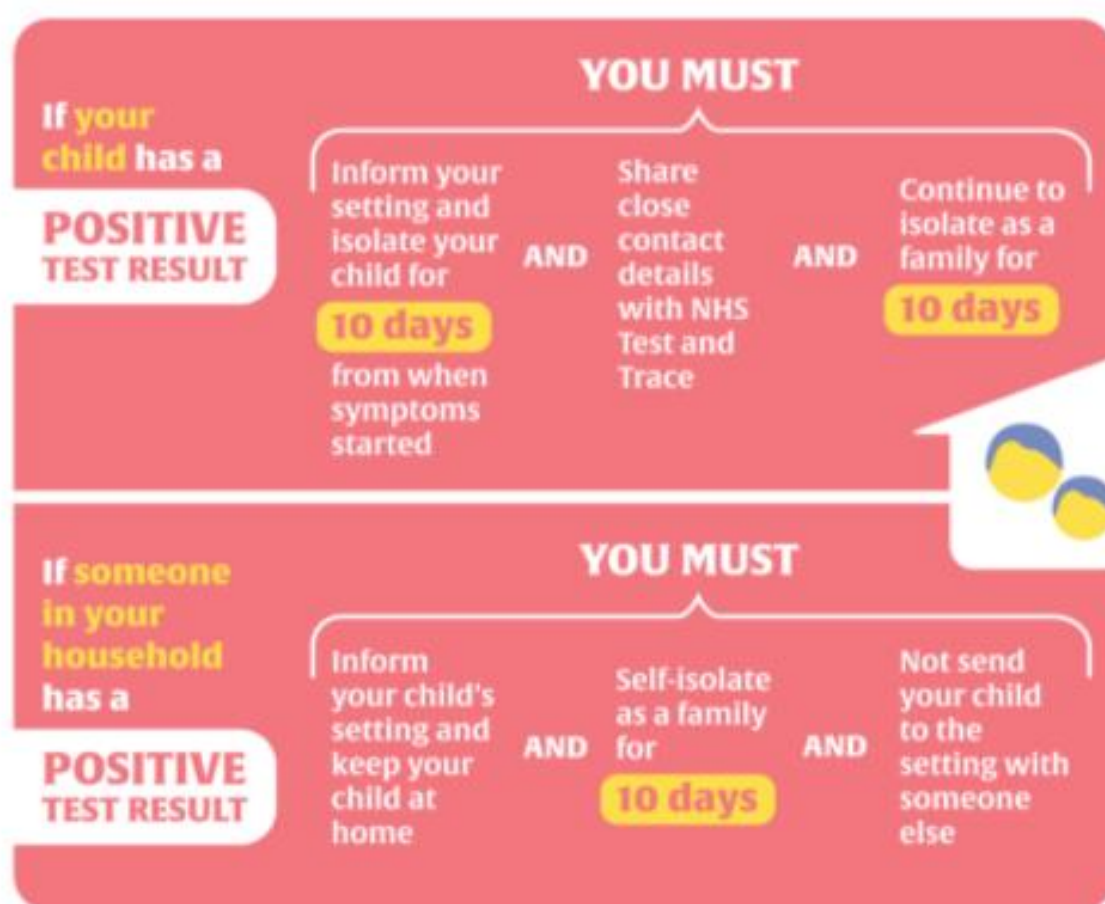 If your
child has a
POSITIVE
TEST RESULT
YOU MUST
Inform your
setting and
isolate your
child for
10 days
from when
symptoms
started
AND
Share
close
contact
details
with NHS
Test and
Trace
AND
Continue to
isolate as a
family for
10 days
If someone
in your
household
has a
POSITIVE
TEST RESULT
YOU MUST
Inform
your child's
setting and
keep your
child at
home
AND
Self-isolate
as a family
for
10 days
AND
Not send
your child
to the
setting with
someone
else